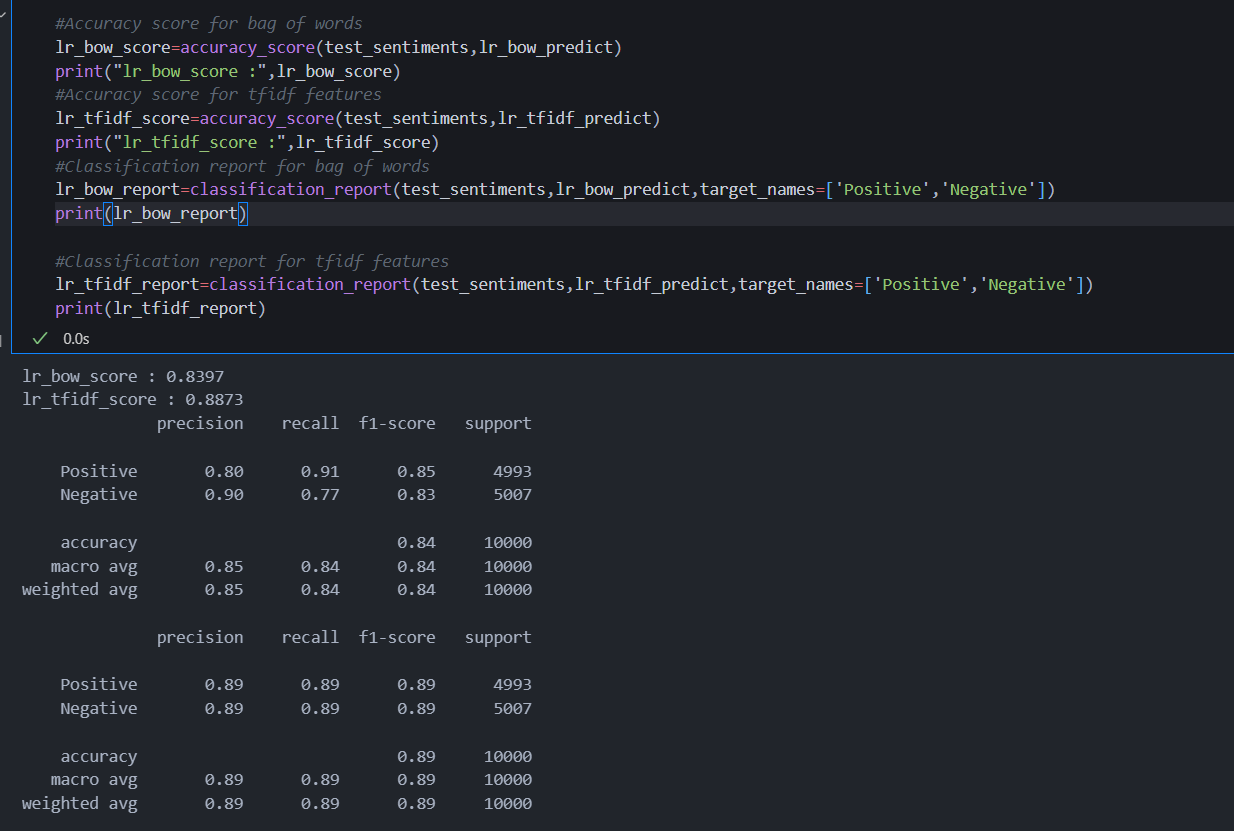 #Accuracy score for bag of words
lr_bow_score=accuracy_score(test_sentiments,lr_bow_predict)
print("lr_bow_score :",lr_bow_score)
#Accuracy score for tfidf features
lr_tfidf_score=accuracy_score(test_sentiments,lr_tfidf_predict)
print("lr_tfidf_score :",lr_tfidf_score)
#Classification report for bag of words
lr_bow_report=classification_report(test_sentiments,lr_bow_predict,target_names=['Positive','Negative'])
print(lr_bow_report)
#Classification report for tfidf features
lr_tfidf_report=classification_report(test_sentiments,lr_tfidf_predict,target_names=['Positive','Negative'])
print(lr_tfidf_report)
0.0s
lr_bow_score : 0.8397
lr_tfidf_score : 0.8873
precision recall f1-score support
Positive 0.80 0.91 0.85 4993
Negative 0.90 0.77 0.83 5007
accuracy 0.84 10000
macro avg 0.85 0.84 0.84 10000
weighted avg 0.85 0.84 0.84 10000
precision recall f1-score support
Positive 0.89 0.89 0.89 4993
Negative 0.89 0.89 0.89 5007
accuracy 0.89 10000
macro avg 0.89 0.89 0.89 10000
weighted avg 0.89 0.89 0.89 10000